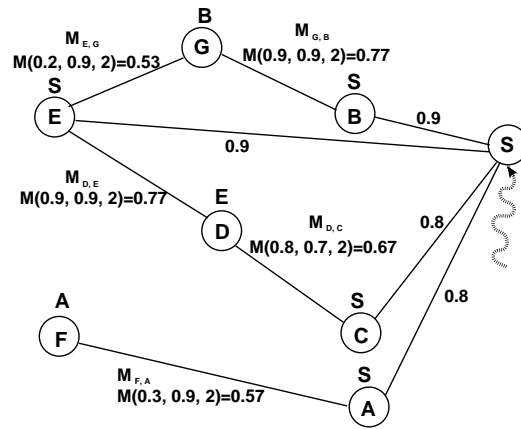 B
M E,G
G
M G,B
M(0.2, 0.9, 2)=0.53
M(0.9, 0.9, 2)=0.77
S
S
E
B
0.9
S
0.9
M D,E
M(0.9, 0.9, 2)=0.77
E
D
M D,C
M(0.8, 0.7, 2)=0.67
0.8
A
S
F
C
0.8
S
M F,A
M(0.3, 0.9, 2)=0.57
A